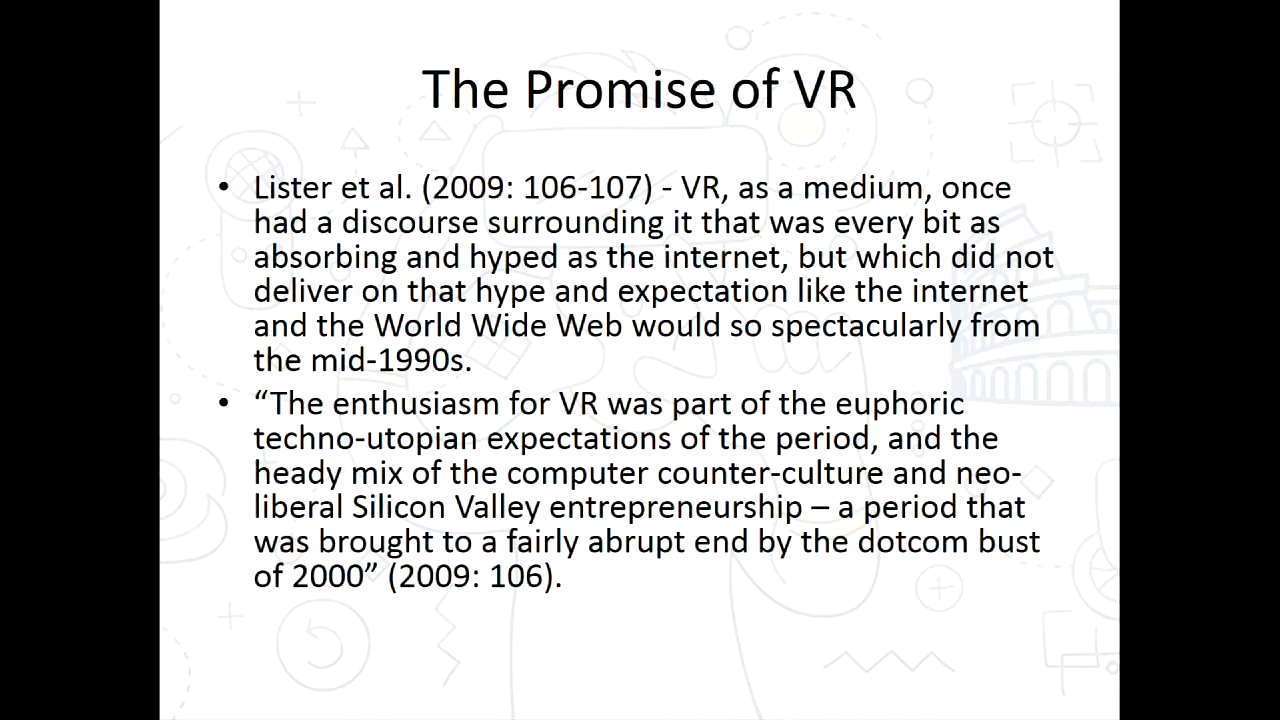 The Promise of VR
• Lister et al. (2009: 106-107) - VR, as a medium, once
had a discourse surrounding it that was every bit as
absorbing and hyped as the internet, but which did not
deliver on that hype and expectation like the internet
and the World Wide Web would so spectacularly from
the mid-1990s.
• “The enthusiasm for VR was part of the euphoric
techno-utopian expectations of the period, and the
heady mix of the computer counter-culture and neo-
liberal Silicon Valley entrepreneurship – a period that
was brought to a fairly abrupt end by the dotcom bust
of 2000” (2009: 106).